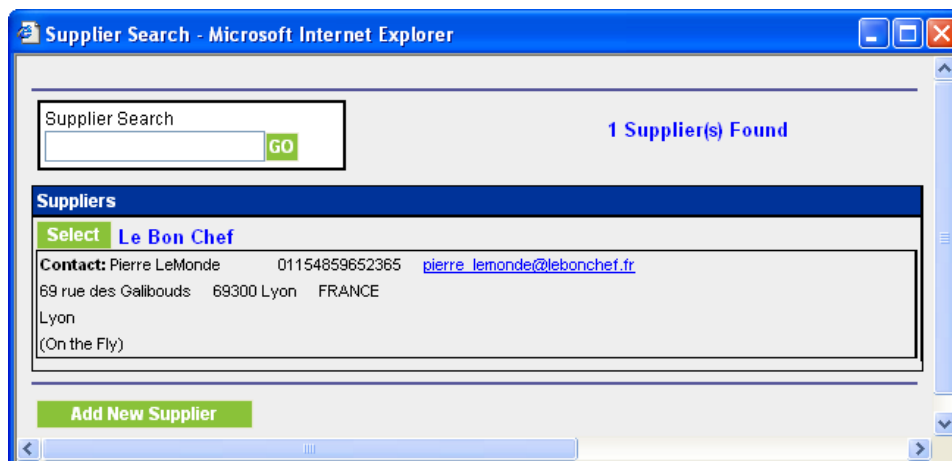 Supplier Search - Microsoft Internet Explorer
Supplier Search
GO
1 Supplier(s) Found
Suppliers
Select Le Bon Chef
Contact: Pierre LeMonde 01154859652365 pierre_lemonde@lebonchef.fr
69 rue des Galibouds 69300 Lyon FRANCE
Lyon
(On the Fly)
Add New Supplier